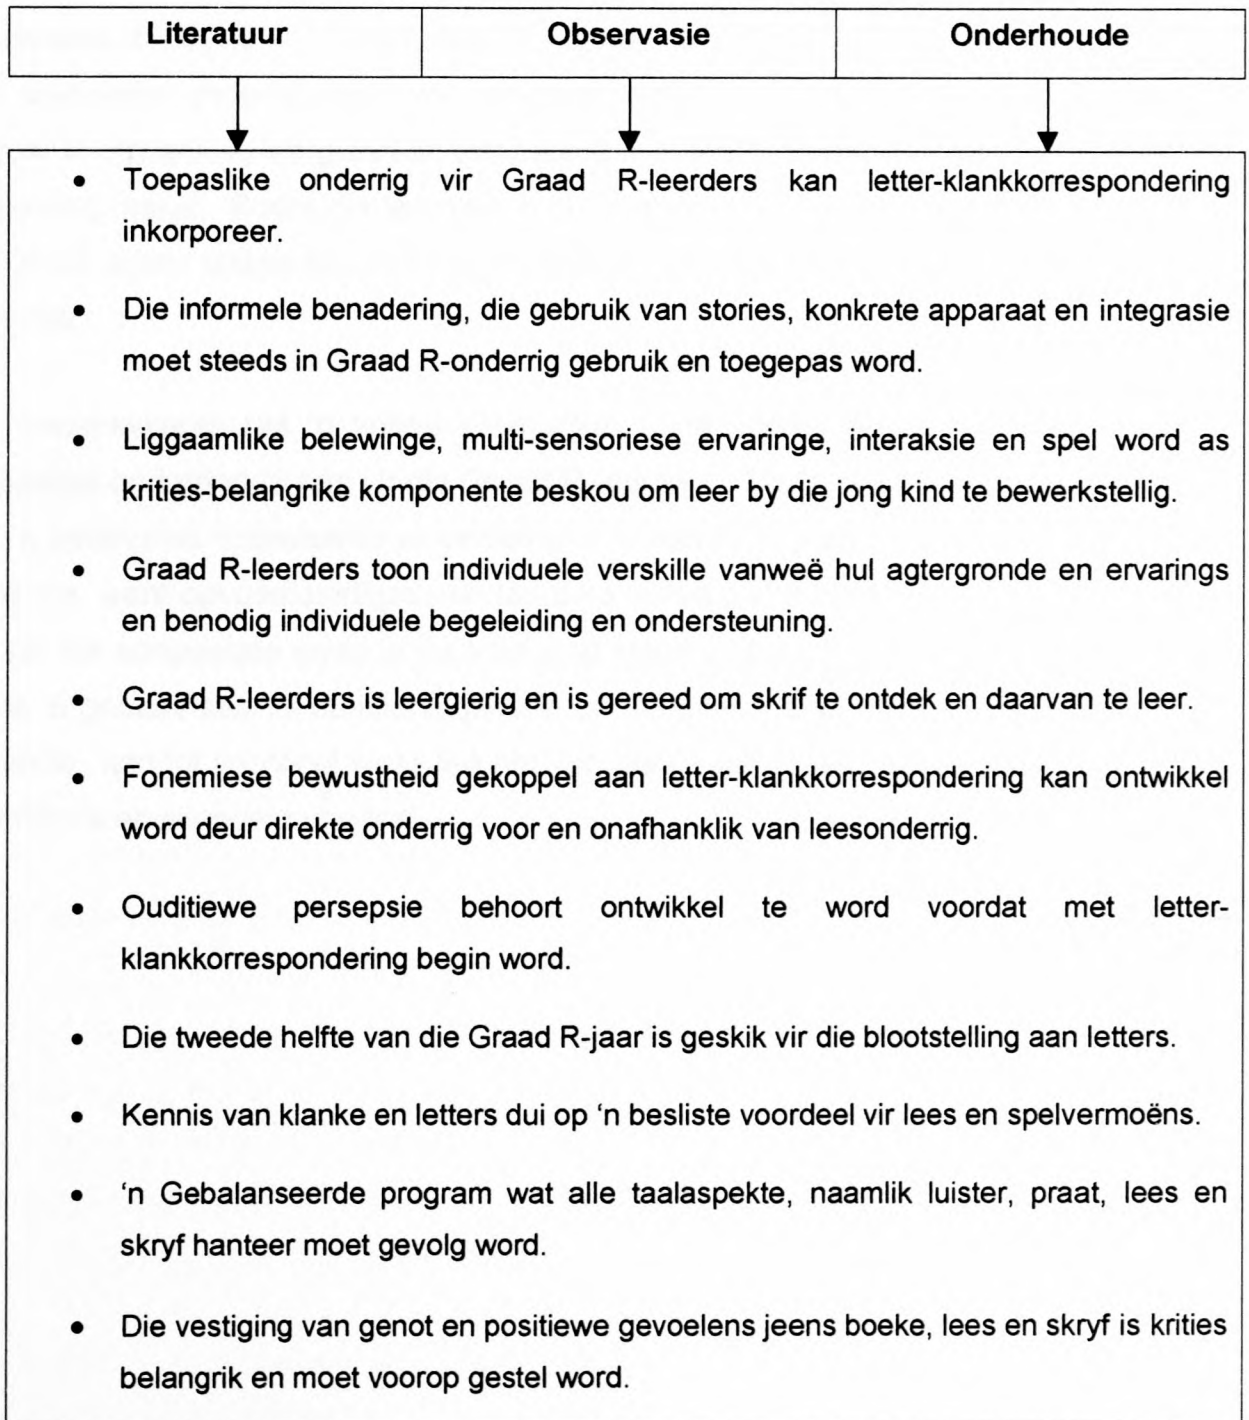 Literatuur Observasie Onderhoude
• Toepaslike onderrig vir Graad R-leerders kan letter-klankkorrespondering
inkorporeer.
• Die informele benadering, die gebruik van stories, konkrete apparaat en integrasie
moet steeds in Graad R-onderrig gebruik en toegepas word.
• Liggaamlike belewinge, multi-sensoriese ervaringe, interaksie en spel word as
krities-belangrike komponente beskou om leer by die jong kind te bewerkstellig.
• Graad R-leerders toon individuele verskille vanweë hul agtergronde en ervarings
en benodig individuele begeleiding en ondersteuning.
• Graad R-leerders is leergierig en is gereed om skrif te ontdek en daarvan te leer.
• Fonemiese bewustheid gekoppel aan letter-klankkorrespondering kan ontwikkel
word deur direkte onderrig voor en onafhanklik van leesonderrig.
• Ouditiewe persepsie behoort ontwikkel te word voordat met letter-
klankkorrespondering begin word.
• Die tweede helfte van die Graad R-jaar is geskik vir die blootstelling aan letters.
• Kennis van klanke en letters dui op 'n besliste voordeel vir lees en spelvermoëns.
• 'n Gebalanseerde program wat alle taalaspekte, naamlik luister, praat, lees en
skryf hanteer moet gevolg word.
• Die vestiging van genot en positiewe gevoelens jeens boeke, lees en skryf is krities
belangrik en moet voorop gestel word.